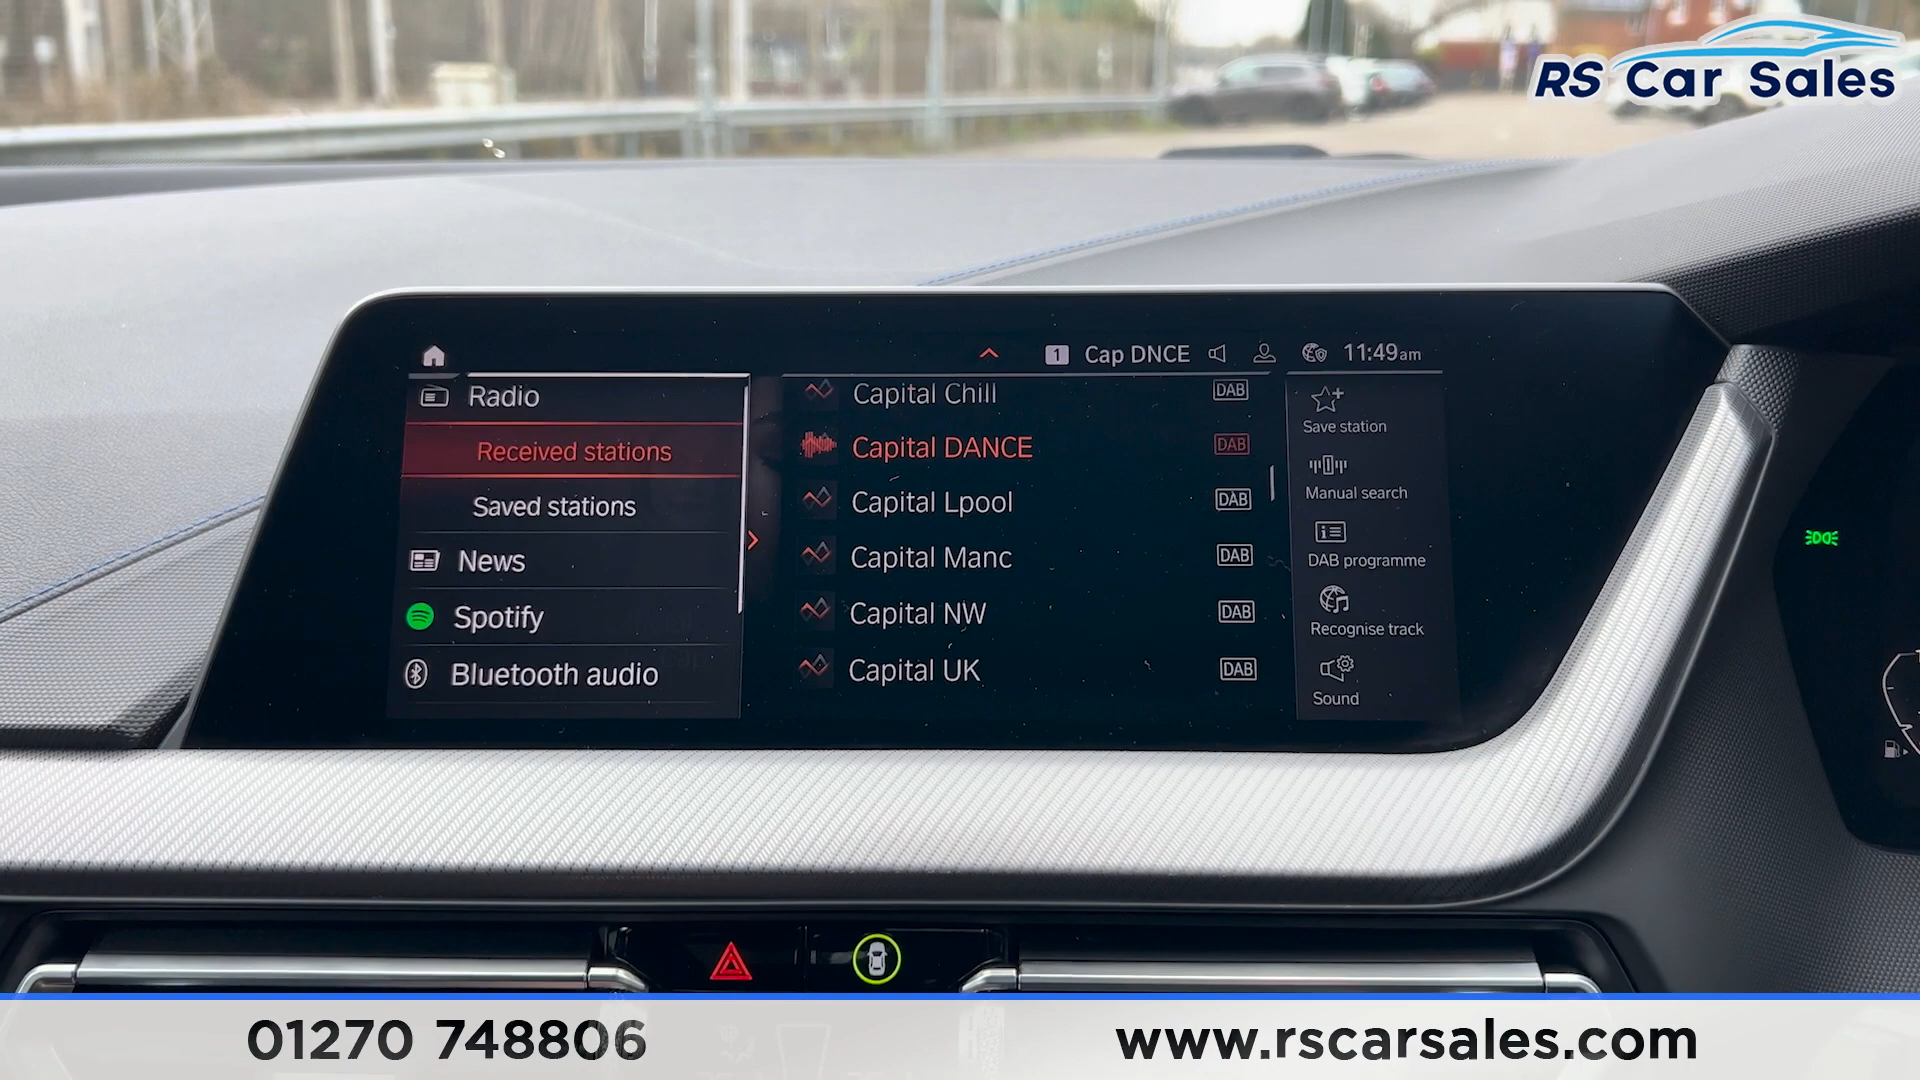 RS Car Sales
1 Cap DNCE 11:49am
Radio
Received stations
Saved stations
News
Spotify
Bluetooth audio
Capital Chill DAB
Capital DANCE DAB
Capital Lpool DAB
Capital Manc DAB
Capital NW DAB
Capital UK DAB
Save station
Manual search
DAB programme
Recognise track
Sound
01270 748806
www.rscarsales.com